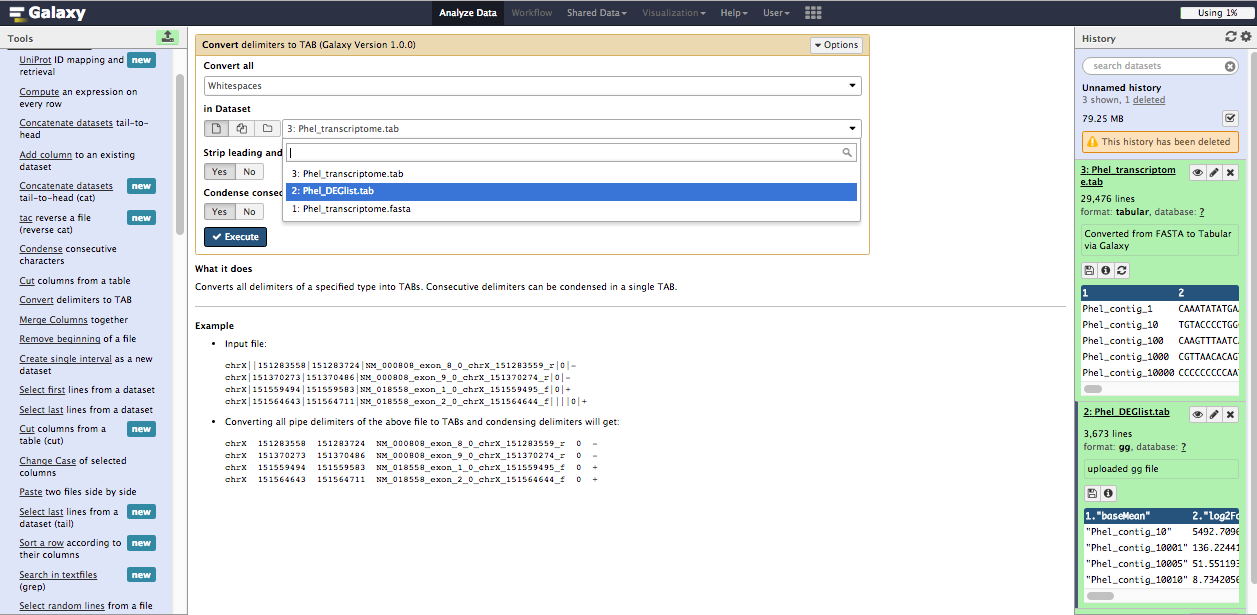 Galaxy
Analyze Data
Workflow
Shared Data
Visualization
Help
User
Using 1%
Tools
UniProt ID mapping and retrieval
new
Compute an expression on every row
Concatenate datasets tail-to-head
Add column to an existing dataset
Concatenate datasets tail-to-head (cat)
new
tac reverse a file (reverse cat)
new
Condense consecutive characters
Cut columns from a table
Convert delimiters to TAB
Merge Columns together
Remove beginning of a file
Create single interval as a new dataset
Select first lines from a dataset
Select last lines from a dataset
Cut columns from a table (cut)
new
Change Case of selected columns
Paste two files side by side
Select last lines from a dataset (tail)
new
Sort a row according to their columns
new
Search in textfiles (grep)
new
Select random lines from a file
Convert delimiters to TAB (Galaxy Version 1.0.0)
Options
Convert all
Whitespaces
in Dataset
3: Phel_transcriptome.tab
3: Phel_transcriptome.tab
2: Phel_DEGlist.tab
1: Phel_transcriptome.fasta
Strip leading and
Yes No
Condense consec
Yes No
Execute
What it does
Converts all delimiters of a specified type into TABs. Consecutive delimiters can be condensed in a single TAB.
Example
• Input file:
chrX||151283558|151283724|NM_000808_exon_8_0_chrX_151283559_r|0|-
chrX|151370273|151370486|NM_000808_exon_9_0_chrX_151370274_r|0|-
chrX|151559494|151559583|NM_018558_exon_1_0_chrX_151559495_f|0|+
chrX|151564643|151564711|NM_018558_exon_2_0_chrX_151564644_f||||0|+
• Converting all pipe delimiters of the above file to TABs and condensing delimiters will get:
chrX 151283558 151283724 NM_000808_exon_8_0_chrX_151283559_r 0 -
chrX 151370273 151370486 NM_000808_exon_9_0_chrX_151370274_r 0 -
chrX 151559494 151559583 NM_018558_exon_1_0_chrX_151559495_f 0 +
chrX 151564643 151564711 NM_018558_exon_2_0_chrX_151564644_f 0 +
History
search datasets
Unnamed history
3 shown, 1 deleted
79.25 MB
This history has been deleted
3: Phel_transcriptom
e.tab
29,476 lines
format: tabular, database: ?
Converted from FASTA to Tabular
via Galaxy
1 2
Phel_contig_1 CAAATATATGA
Phel_contig_10 TGTACCCCTGG
Phel_contig_100 CAAGTTTAATC
Phel_contig_1000 CGTTAACACAG
Phel_contig_10000 CCCCCCCCCAA
2: Phel_DEGlist.tab
3,673 lines
format: gg, database: ?
uploaded gg file
1."baseMean" 2."log2Fo
"Phel_contig_10" 5492.7096
"Phel_contig_10001" 136.22441
"Phel_contig_10005" 51.551193
"Phel_contig_10010" 8.7342056